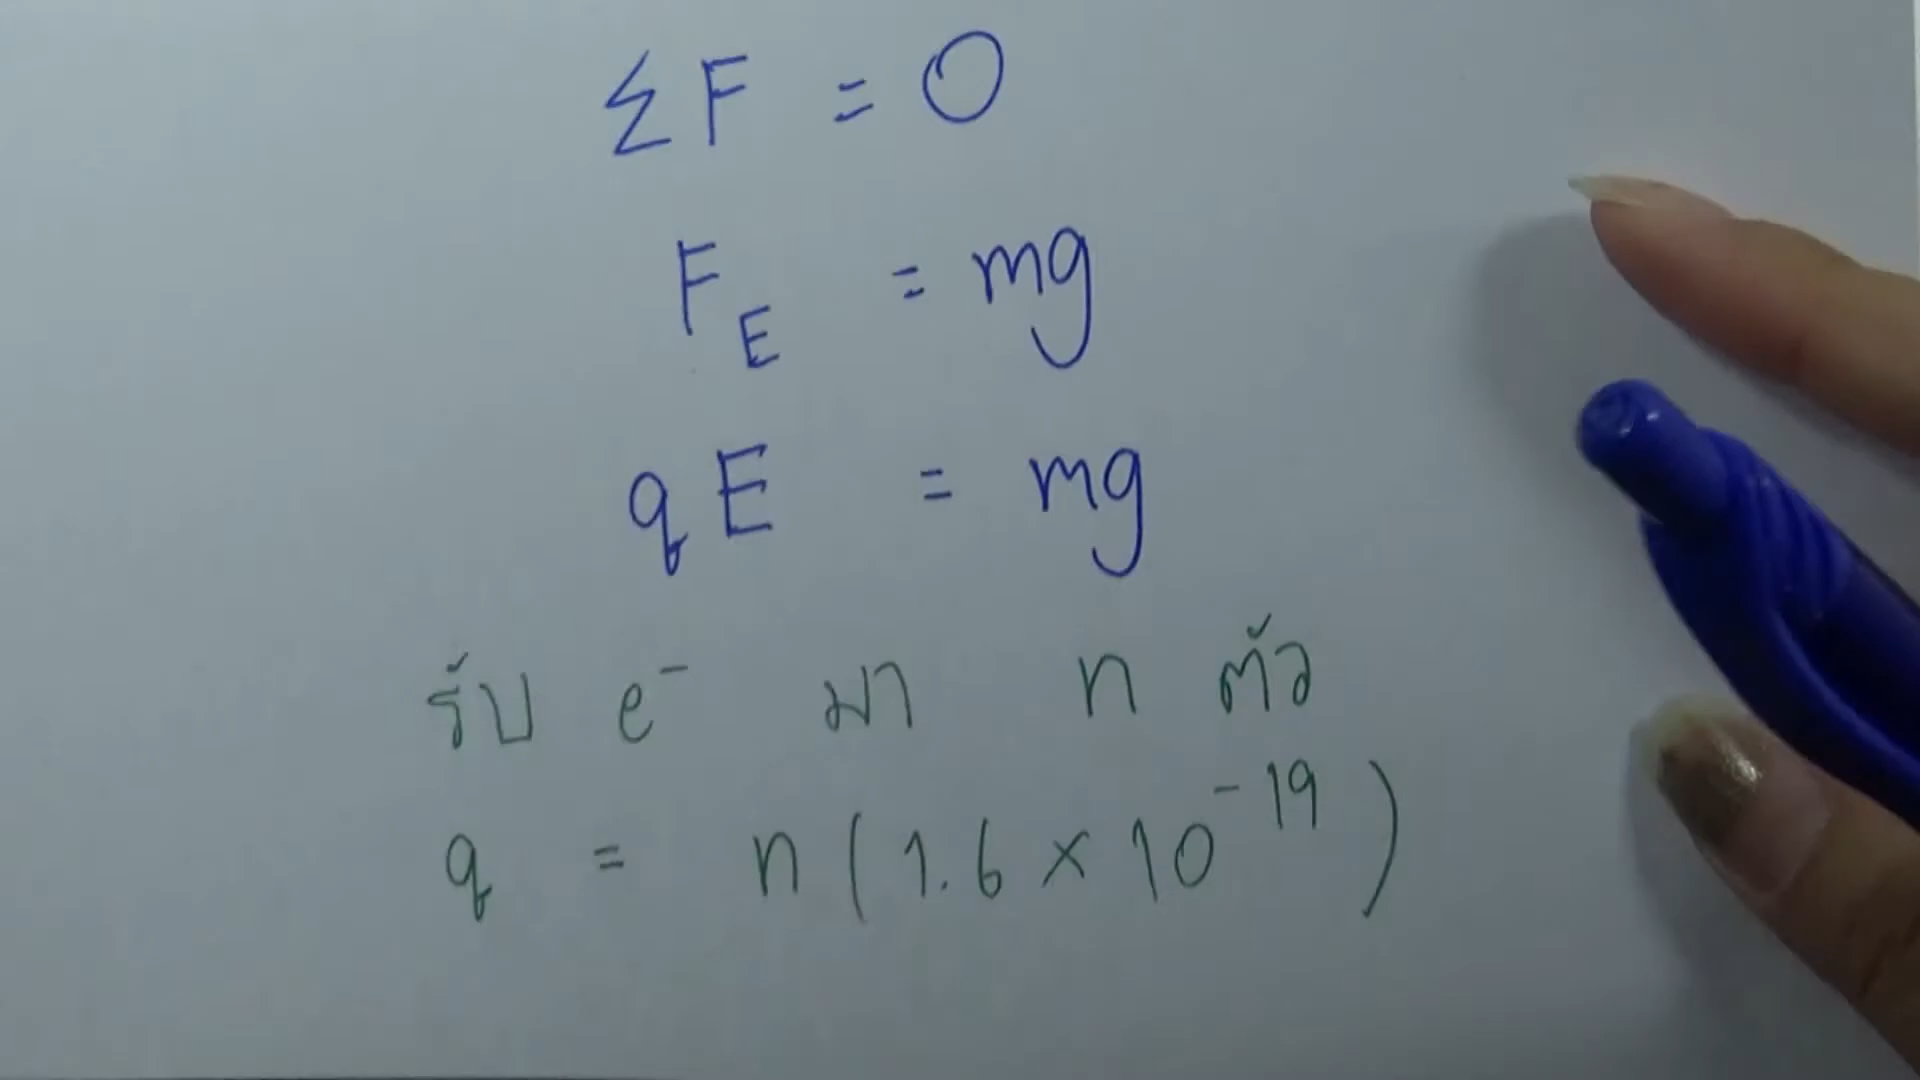 ΣF = 0
F_E = mg
qE = mg
รับ e⁻ มา n ตัว
q = n(1.6×10⁻¹⁹)